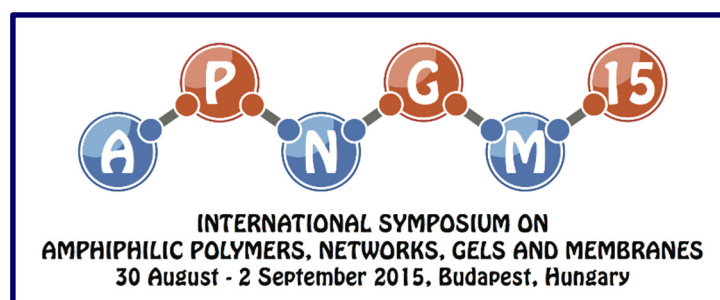 A P N G M 15
INTERNATIONAL SYMPOSIUM ON
AMPHIPHILIC POLYMERS, NETWORKS, GELS AND MEMBRANES
30 August - 2 September 2015, Budapest, Hungary